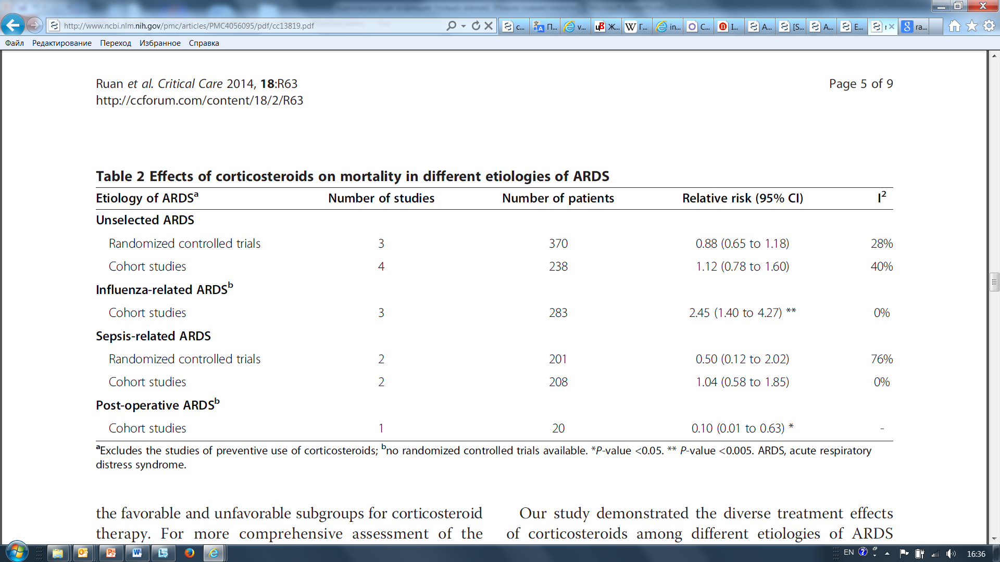 http://www.ncbi.nlm.nih.gov/pmc/articles/PMC4056095/pdf/cc13819.pdf
c... П... v... Ж... W Г... in... C... I... A... [S... A... E... ra...
Файл Редактирование Переход Избранное Справка
Ruan et al. Critical Care 2014, 18:R63 Page 5 of 9
http://ccforum.com/content/18/2/R63
Table 2 Effects of corticosteroids on mortality in different etiologies of ARDS
Etiology of ARDSa Number of studies Number of patients Relative risk (95% CI) I2
Unselected ARDS
Randomized controlled trials 3 370 0.88 (0.65 to 1.18) 28%
Cohort studies 4 238 1.12 (0.78 to 1.60) 40%
Influenza-related ARDSb
Cohort studies 3 283 2.45 (1.40 to 4.27) ** 0%
Sepsis-related ARDS
Randomized controlled trials 2 201 0.50 (0.12 to 2.02) 76%
Cohort studies 2 208 1.04 (0.58 to 1.85) 0%
Post-operative ARDSb
Cohort studies 1 20 0.10 (0.01 to 0.63) * -
aExcludes the studies of preventive use of corticosteroids; bno randomized controlled trials available. *P-value <0.05. ** P-value <0.005. ARDS, acute respiratory
distress syndrome.
the favorable and unfavorable subgroups for corticosteroid
therapy. For more comprehensive assessment of the
Our study demonstrated the diverse treatment effects
of corticosteroids among different etiologies of ARDS
EN 16:36